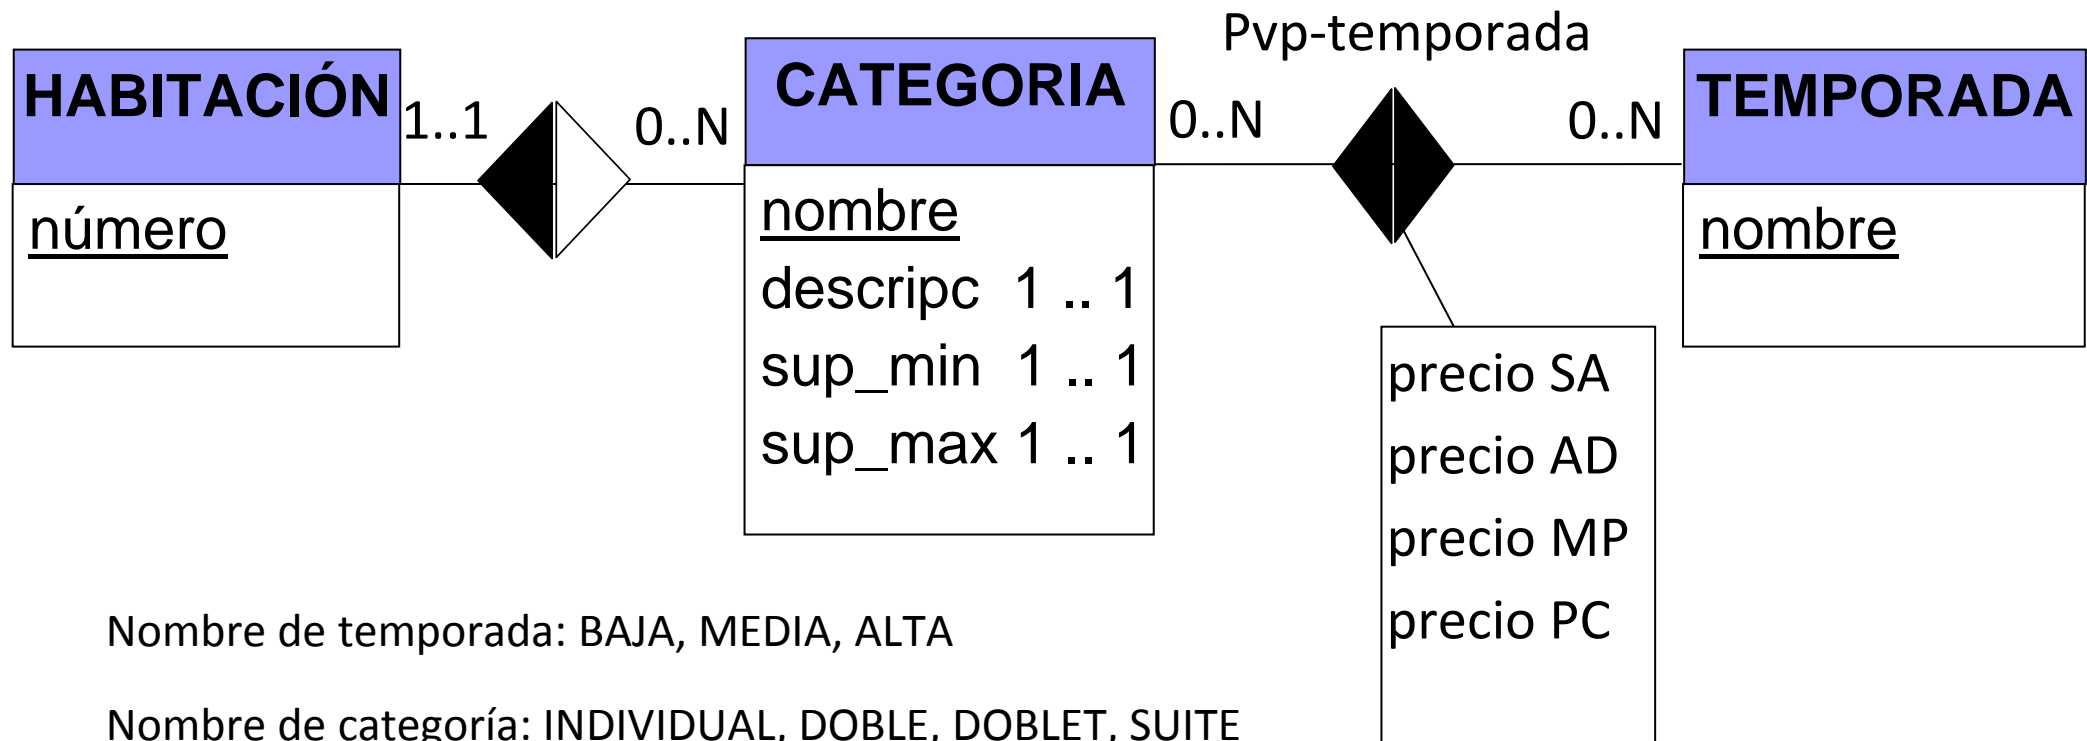 Pvp-temporada
HABITACIÓN
1..1
0..N
CATEGORIA
0..N
0..N
TEMPORADA
número
nombre
descripc 1 .. 1
sup_min 1 .. 1
sup_max 1 .. 1
nombre
precio SA
precio AD
precio MP
precio PC
Nombre de temporada: BAJA, MEDIA, ALTA
Nombre de categoría: INDIVIDUAL, DOBLE, DOBLET, SUITE